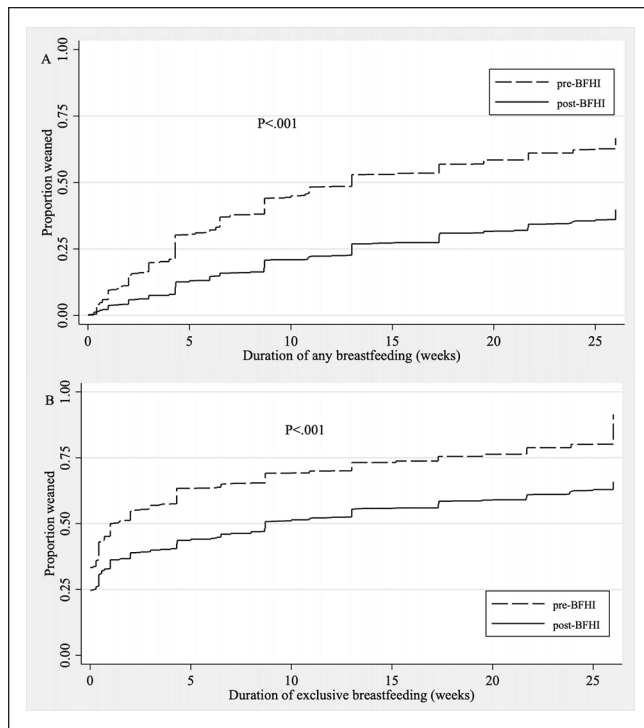 A
1.00
0.75
0.50
0.25
0.00
Proportion weaned
pre-BFHI
post-BFHI
P<.001
0 5 10 15 20 25
Duration of any breastfeeding (weeks)
B
1.00
0.75
0.50
0.25
0.00
Proportion weaned
P<.001
pre-BFHI
post-BFHI
0 5 10 15 20 25
Duration of exclusive breastfeeding (weeks)